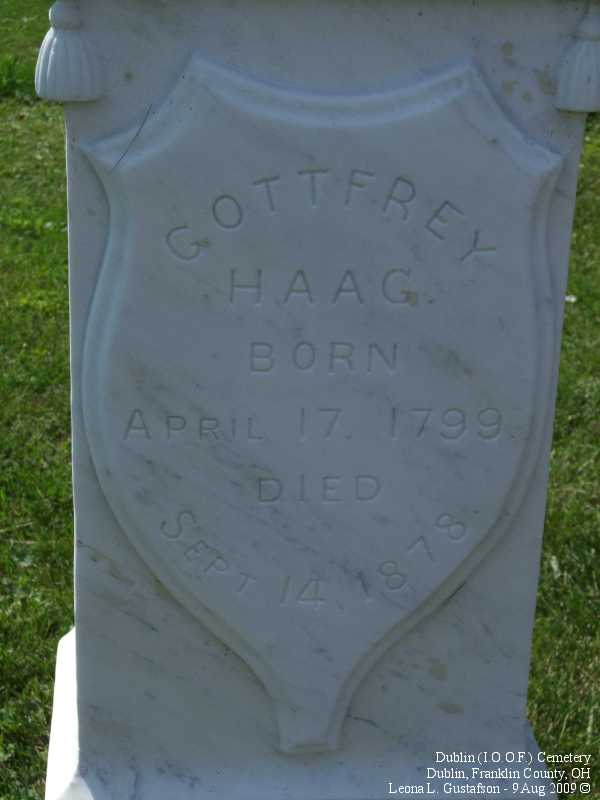 GOTTFREY
HAAG.
BORN
APRIL 17. 1799.
DIED
SEPT 14 1878.
Dublin (I O O.F.) Cemetery
Dublin, Franklin County, OH
Leona L. Gustafson - 9 Aug 2009 ©